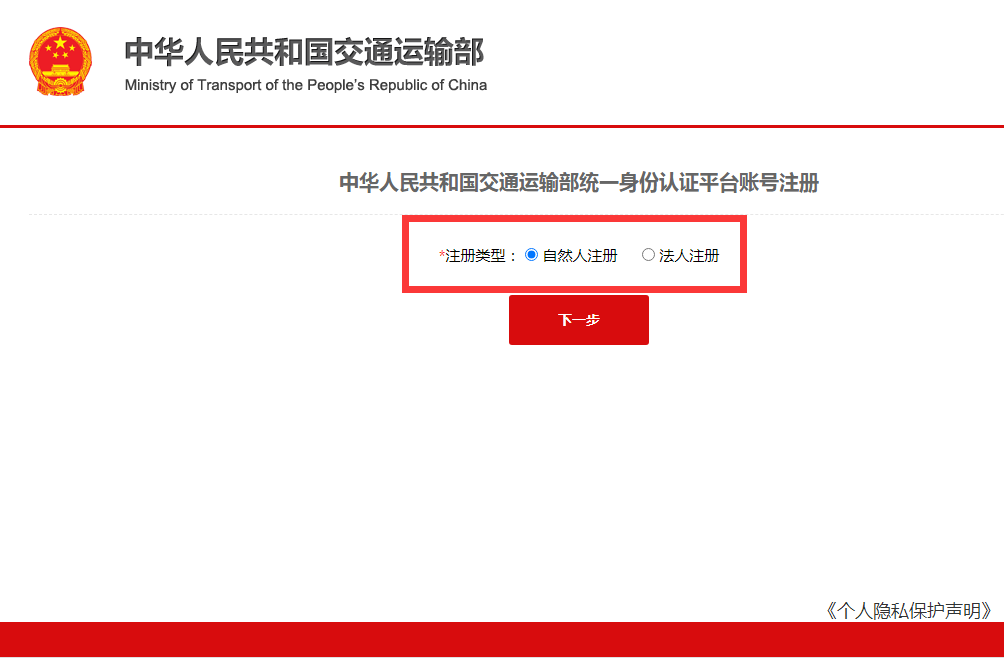 中华人民共和国交通运输部
Ministry of Transport of the People's Republic of China
中华人民共和国交通运输部统一身份认证平台账号注册
*注册类型： 自然人注册 法人注册
下一步
《个人隐私保护声明》